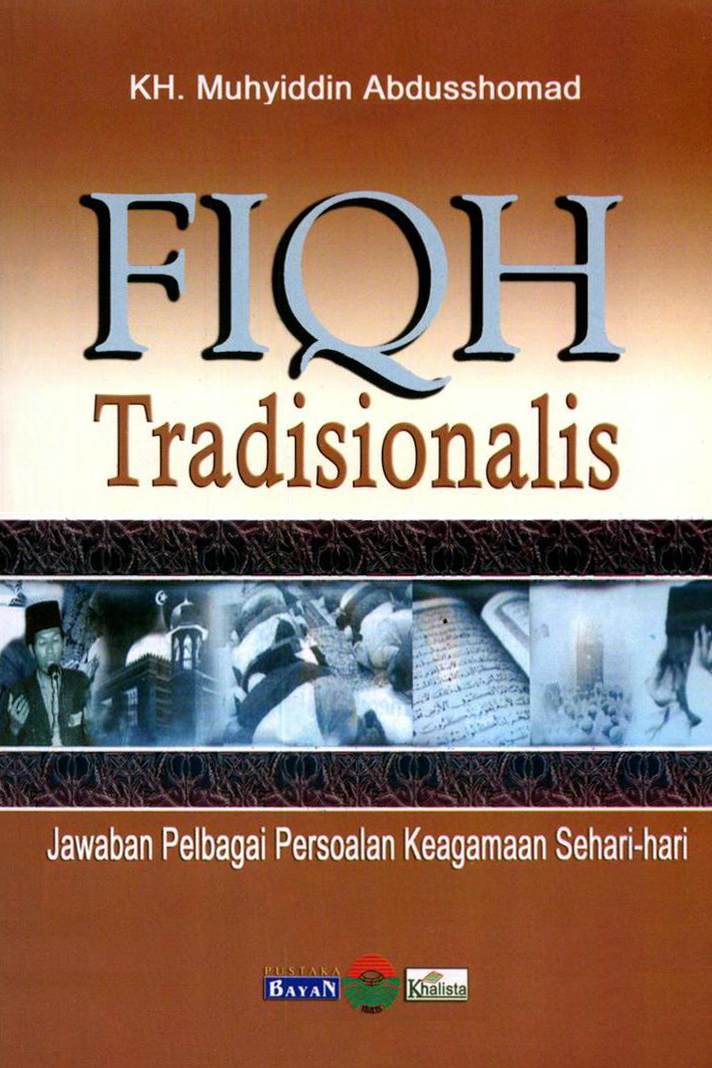 KH. Muhyiddin Abdusshomad
FIQH
Tradisionalis
Jawaban Pelbagai Persoalan Keagamaan Sehari-hari
PUSTAKA
BAYAN
Khalista